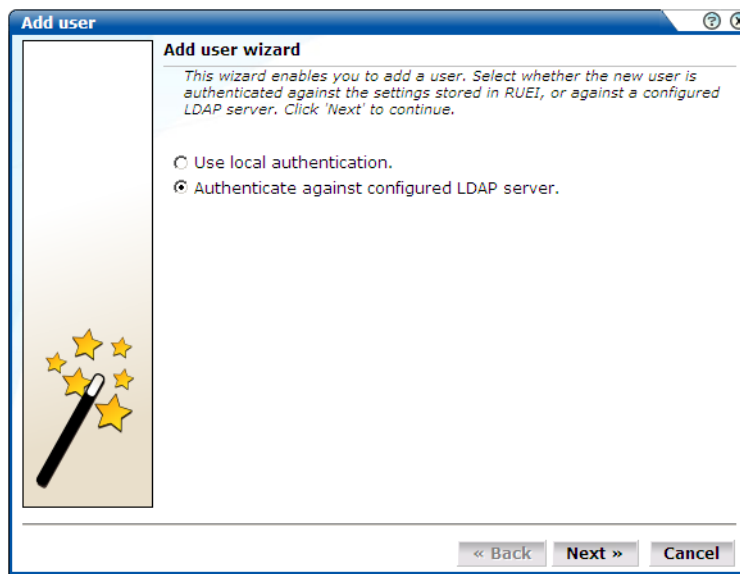 Add user
Add user wizard
This wizard enables you to add a user. Select whether the new user is
authenticated against the settings stored in RUEI, or against a configured
LDAP server. Click 'Next' to continue.
Use local authentication.
Authenticate against configured LDAP server.
« Back Next » Cancel